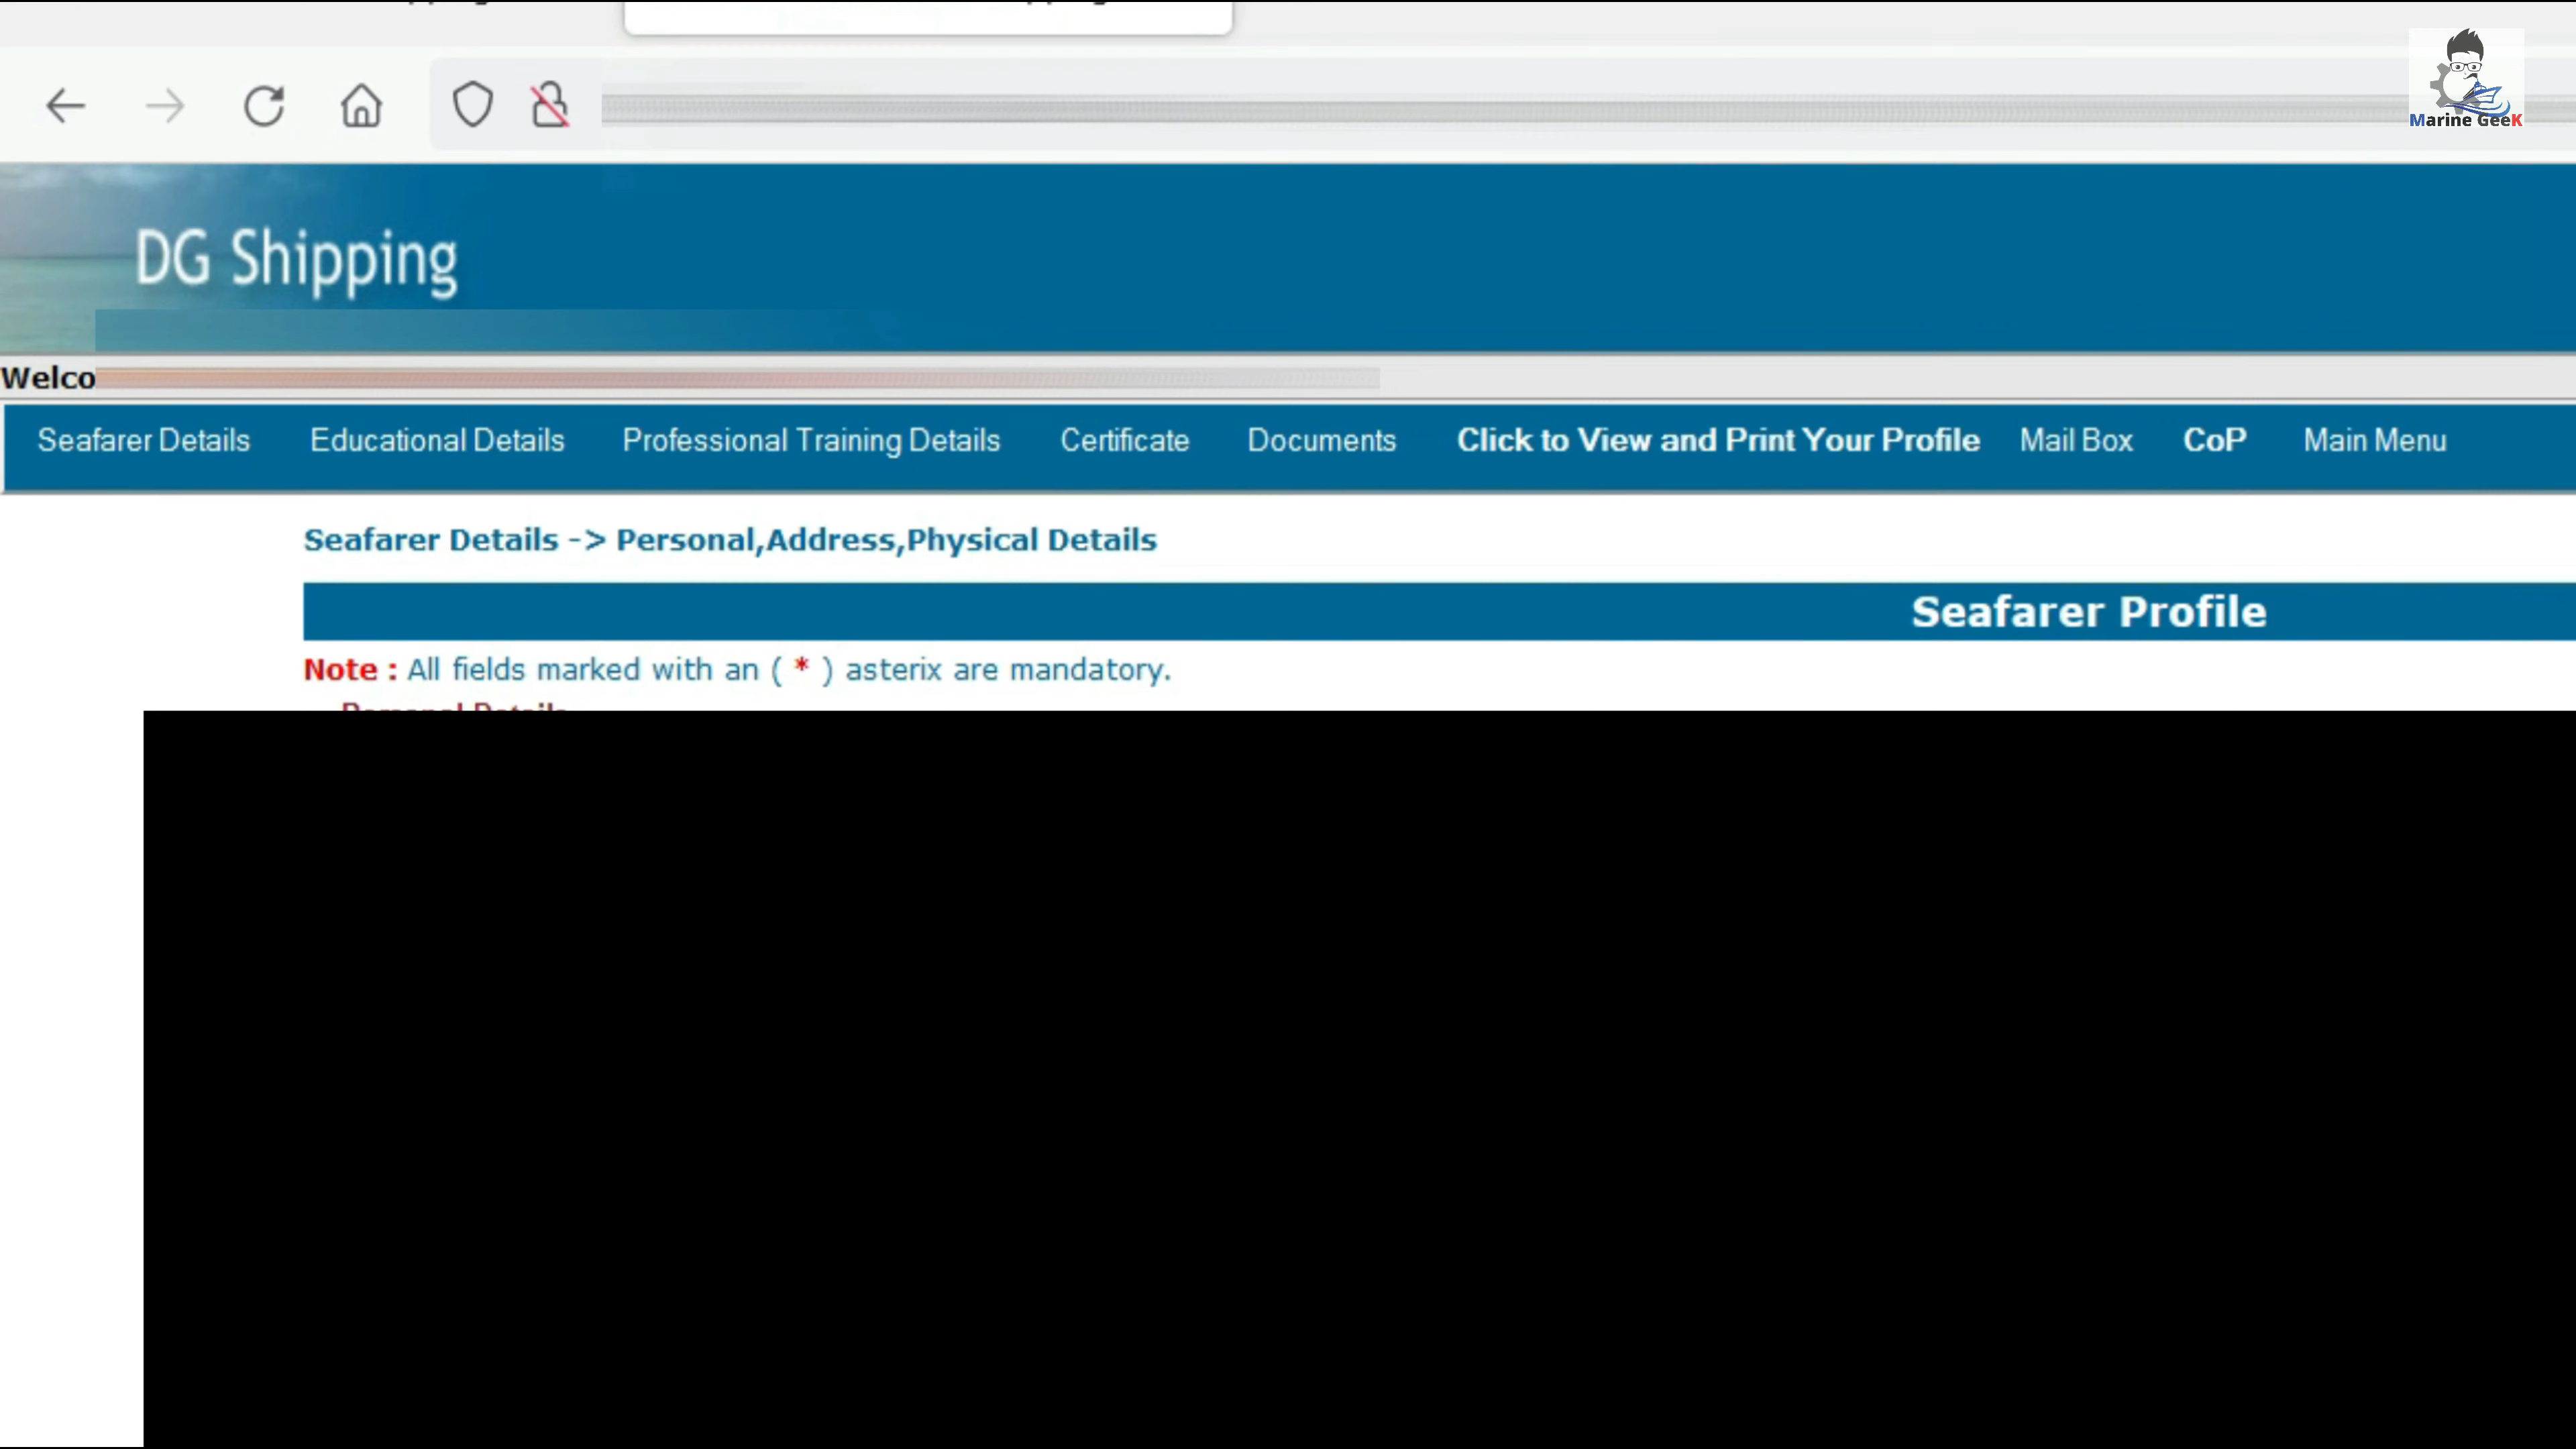 Marine GeeK
DG Shipping
Welco
Seafarer Details Educational Details Professional Training Details Certificate Documents Click to View and Print Your Profile Mail Box CoP Main Menu
Seafarer Details -> Personal,Address,Physical Details
Seafarer Profile
Note : All fields marked with an ( * ) asterix are mandatory.
Personal Details